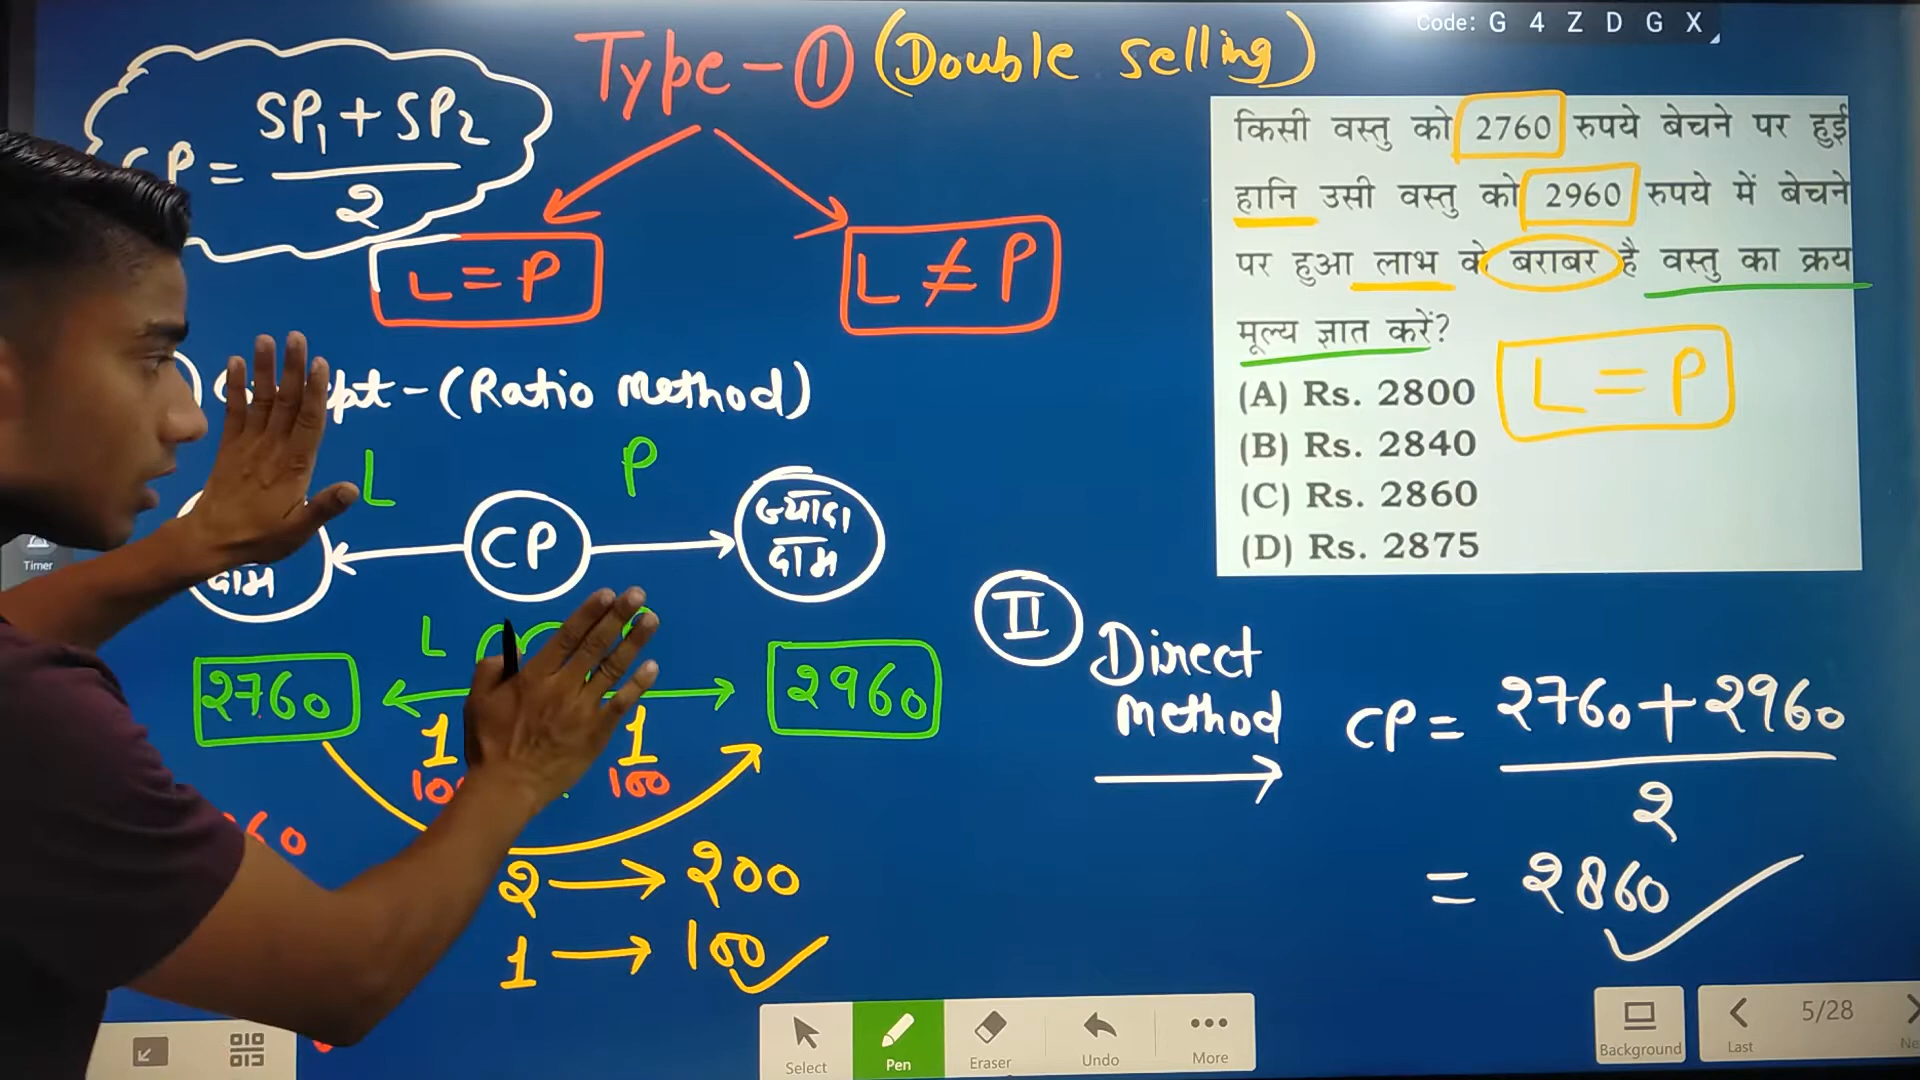 Code: G 4 Z D G X
Type-① (Double selling)
SP₁ + SP₂
P =
2
L = P
L ≠ P
किसी वस्तु को 2760 रुपये बेचने पर हुई
हानि उसी वस्तु को 2960 रुपये में बेचने
पर हुआ लाभ के बराबर है वस्तु का क्रय
मूल्य ज्ञात करें?
(A) Rs. 2800
(B) Rs. 2840
(C) Rs. 2860
(D) Rs. 2875
L = P
(Ratio Method)
L P
दाम CP ज्यादा दाम
L
2760 2960
1 1
100
2 → 200
1 → 100
II Direct Method
CP = 2760 + 2960
2
= 2860
Timer
Select
Pen
Eraser
Undo
More
Background
Last
5/28